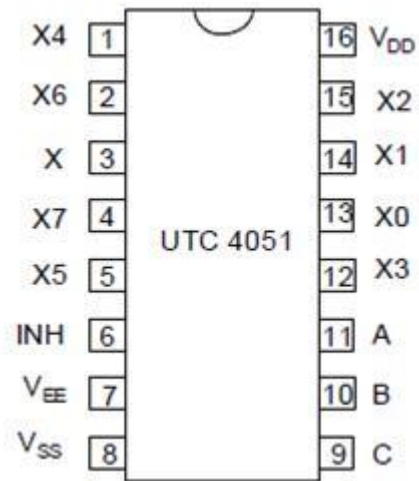 X4 1 16 VDD
X6 2 15 X2
X 3 14 X1
X7 4 13 X0
UTC 4051
X5 5 12 X3
INH 6 11 A
VEE 7 10 B
VSS 8 9 C